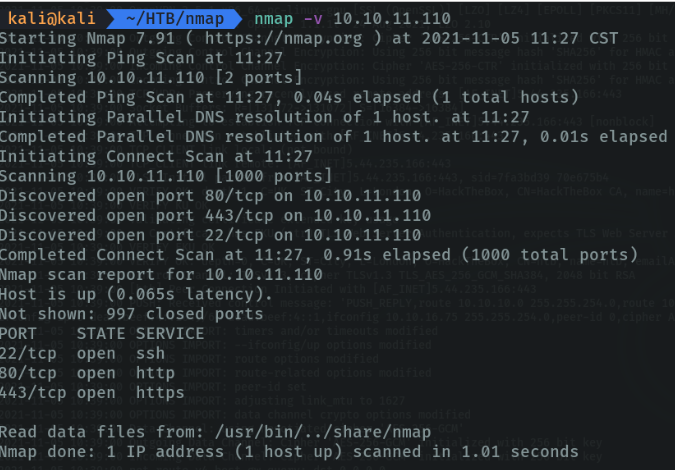 kali@kali ~/HTB/nmap nmap -v 10.10.11.110
Starting Nmap 7.91 ( https://nmap.org ) at 2021-11-05 11:27 CST
Initiating Ping Scan at 11:27
Scanning 10.10.11.110 [2 ports]
Completed Ping Scan at 11:27, 0.04s elapsed (1 total hosts)
Initiating Parallel DNS resolution of 1 host. at 11:27
Completed Parallel DNS resolution of 1 host. at 11:27, 0.01s elapsed
Initiating Connect Scan at 11:27
Scanning 10.10.11.110 [1000 ports]
Discovered open port 80/tcp on 10.10.11.110
Discovered open port 443/tcp on 10.10.11.110
Discovered open port 22/tcp on 10.10.11.110
Completed Connect Scan at 11:27, 0.91s elapsed (1000 total ports)
Nmap scan report for 10.10.11.110
Host is up (0.065s latency).
Not shown: 997 closed ports
PORT STATE SERVICE
22/tcp open ssh
80/tcp open http
443/tcp open https
Read data files from: /usr/bin/../share/nmap
Nmap done: 1 IP address (1 host up) scanned in 1.01 seconds